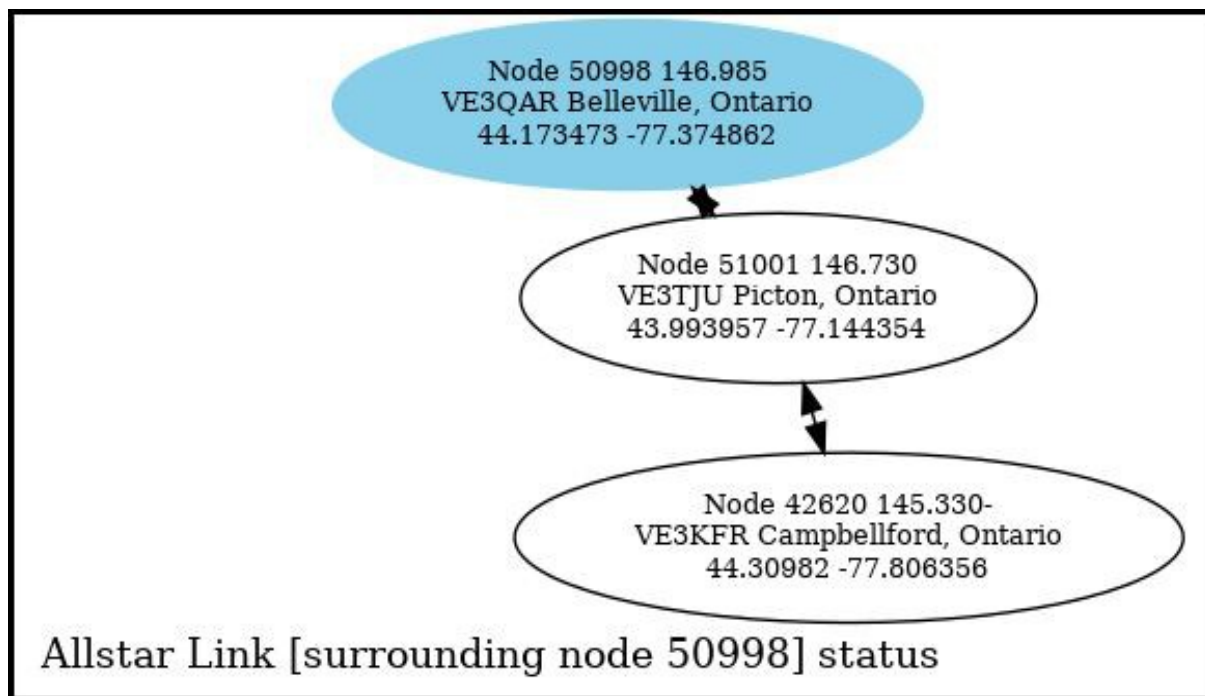 Node 50998 146.985
VE3QAR Belleville, Ontario
44.173473 -77.374862
Node 51001 146.730
VE3TJU Picton, Ontario
43.993957 -77.144354
Node 42620 145.330-
VE3KFR Campbellford, Ontario
44.30982 -77.806356
Allstar Link [surrounding node 50998] status